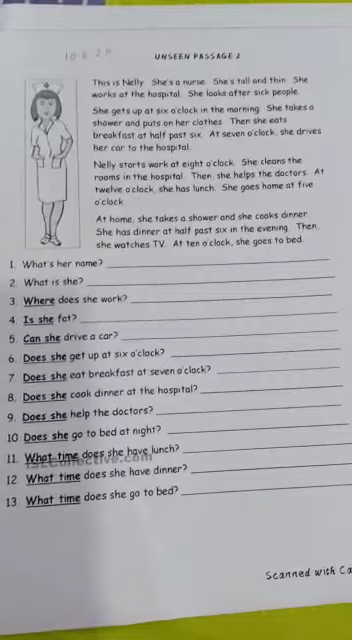 10.6.20
UNSEEN PASSAGE 2
This is Nelly. She's a nurse. She's tall and thin. She
works at the hospital. She looks after sick people.
She gets up at six o'clock in the morning. She takes a
shower and puts on her clothes. Then she eats
breakfast at half past six. At seven o'clock, she drives
her car to the hospital.
Nelly starts work at eight o'clock. She cleans the
rooms in the hospital. Then, she helps the doctors. At
twelve o'clock, she has lunch. She goes home at five
o'clock.
At home, she takes a shower and she cooks dinner.
She has dinner at half past six in the evening. Then,
she watches TV. At ten o'clock, she goes to bed.
1. What's her name?
2. What is she?
3. Where does she work?
4. Is she fat?
5. Can she drive a car?
6. Does she get up at six o'clock?
7. Does she eat breakfast at seven o'clock?
8. Does she cook dinner at the hospital?
9. Does she help the doctors?
10. Does she go to bed at night?
11. What time does she have lunch?
iSLCollective.com
12. What time does she have dinner?
13. What time does she go to bed?
Scanned with Ca